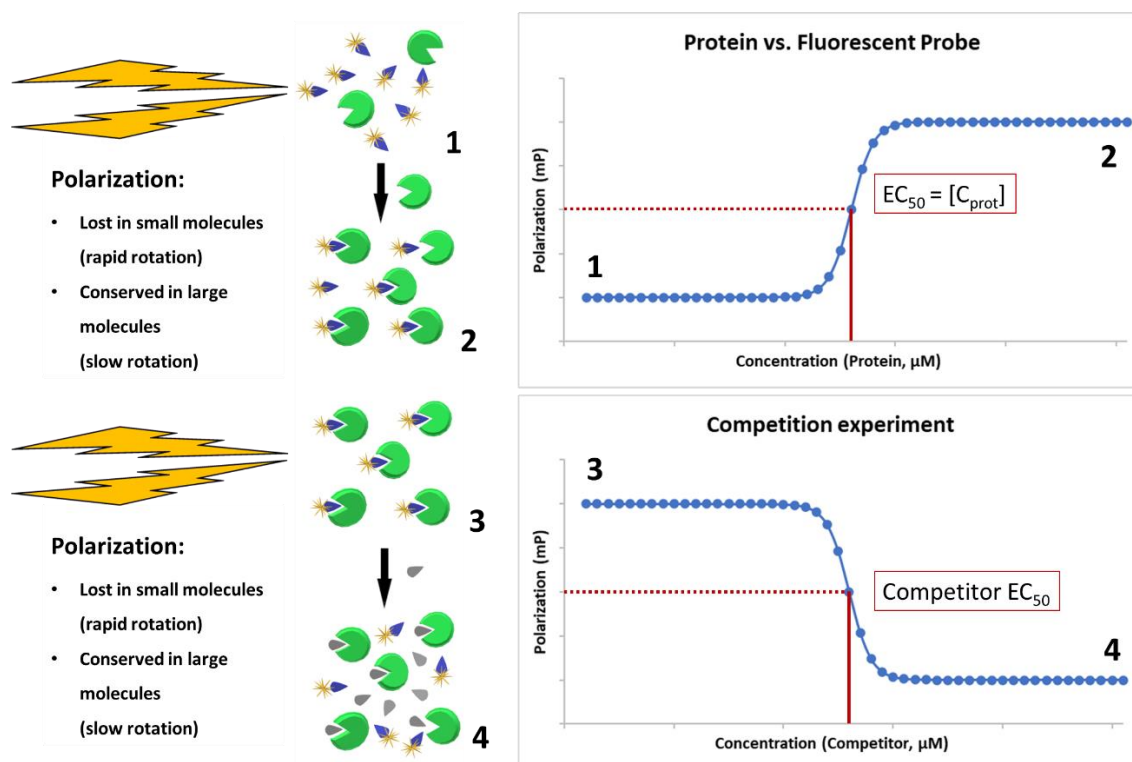 1
Polarization:
• Lost in small molecules
(rapid rotation)
• Conserved in large
molecules
(slow rotation)
2
Protein vs. Fluorescent Probe
Polarization (mP)
1
2
EC50 = [Cprot]
Concentration (Protein, µM)
3
Polarization:
• Lost in small molecules
(rapid rotation)
• Conserved in large
molecules
(slow rotation)
4
Competition experiment
Polarization (mP)
3
Competitor EC50
4
Concentration (Competitor, µM)